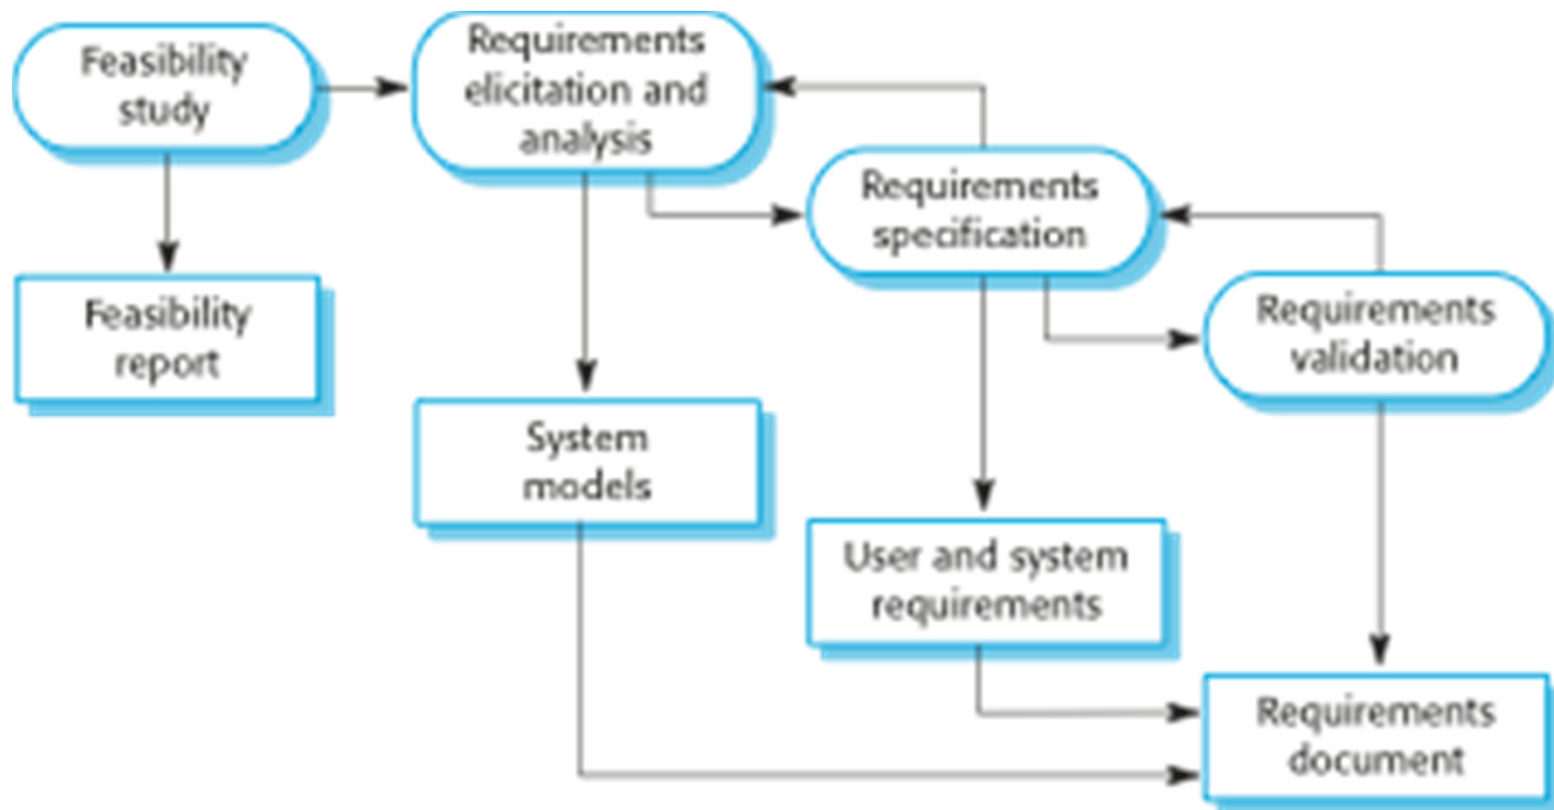 Feasibility
study
Requirements
elicitation and
analysis
Requirements
specification
Requirements
validation
Feasibility
report
System
models
User and system
requirements
Requirements
document